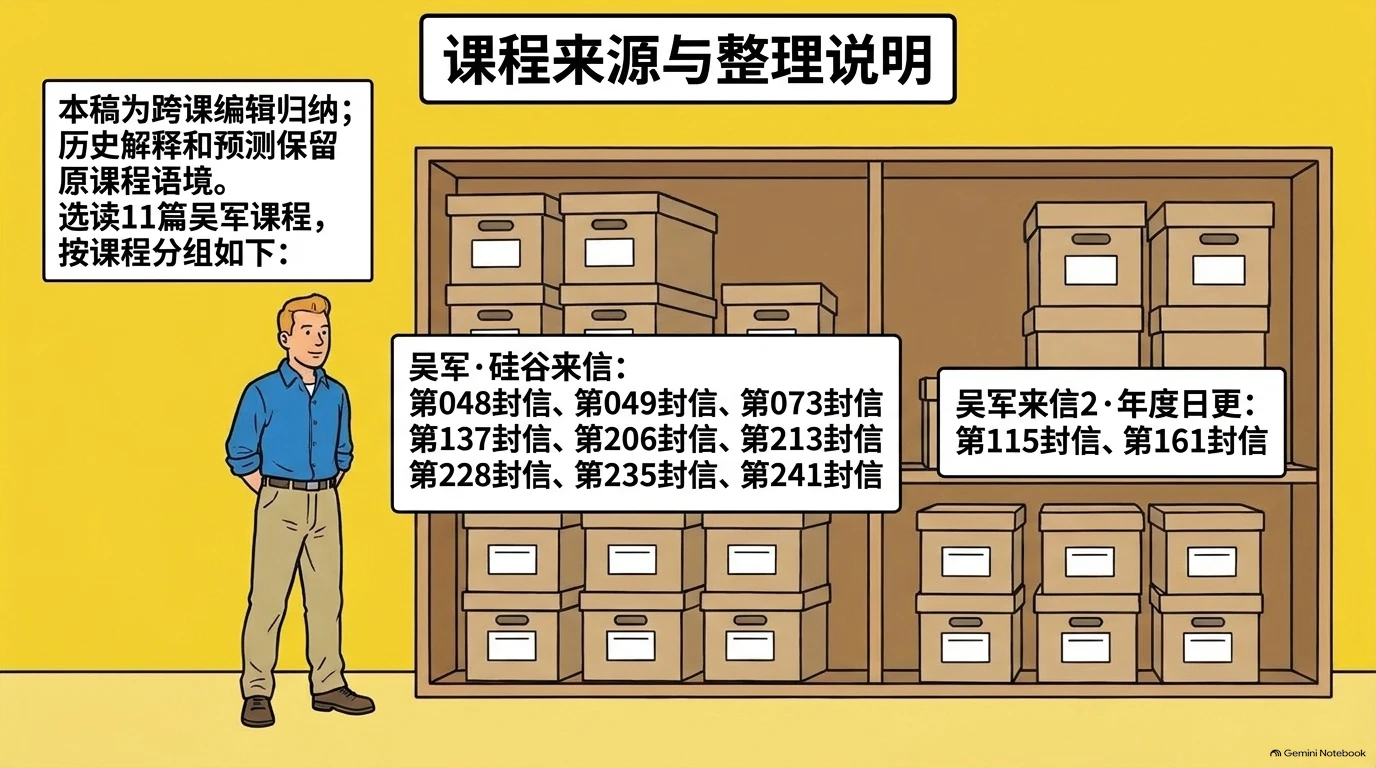 课程来源与整理说明
本稿为跨课编辑归纳；
历史解释和预测保留
原课程语境。
选读11篇吴军课程，
按课程分组如下：
吴军·硅谷来信：
第048封信、第049封信、第073封信
第137封信、第206封信、第213封信
第228封信、第235封信、第241封信
吴军来信2·年度日更：
第115封信、第161封信
Gemini Notebook